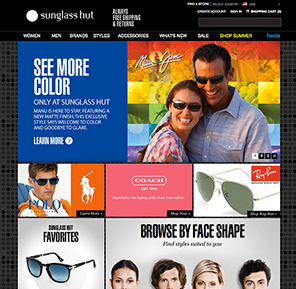 FIND A STORE
SELECT COUNTRY
USA
sunglass hut
ALWAYS
FREE SHIPPING
& RETURNS
CREATE ACCOUNT
SIGN IN
SHOPPING CART (0)
WOMEN MEN BRANDS STYLES ACCESSORIES WHAT'S NEW SALE SHOP SUMMER Trends
SEE MORE
COLOR
ONLY AT SUNGLASS HUT
MANU IS HERE TO STAY. FEATURING A
NEW MATTE FINISH, THIS EXCLUSIVE
STYLE SAYS WELCOME TO COLOR
AND GOODBYE TO GLARE.
LEARN MORE >
Maui Jim
1 2 3 4
POLO
Learn More >
COACH
EST. 1941
Shop Now >
Ray-Ban
Shop Ray-Ban >
SUNGLASS HUT
FAVORITES
BROWSE BY FACE SHAPE
Find styles suited to you